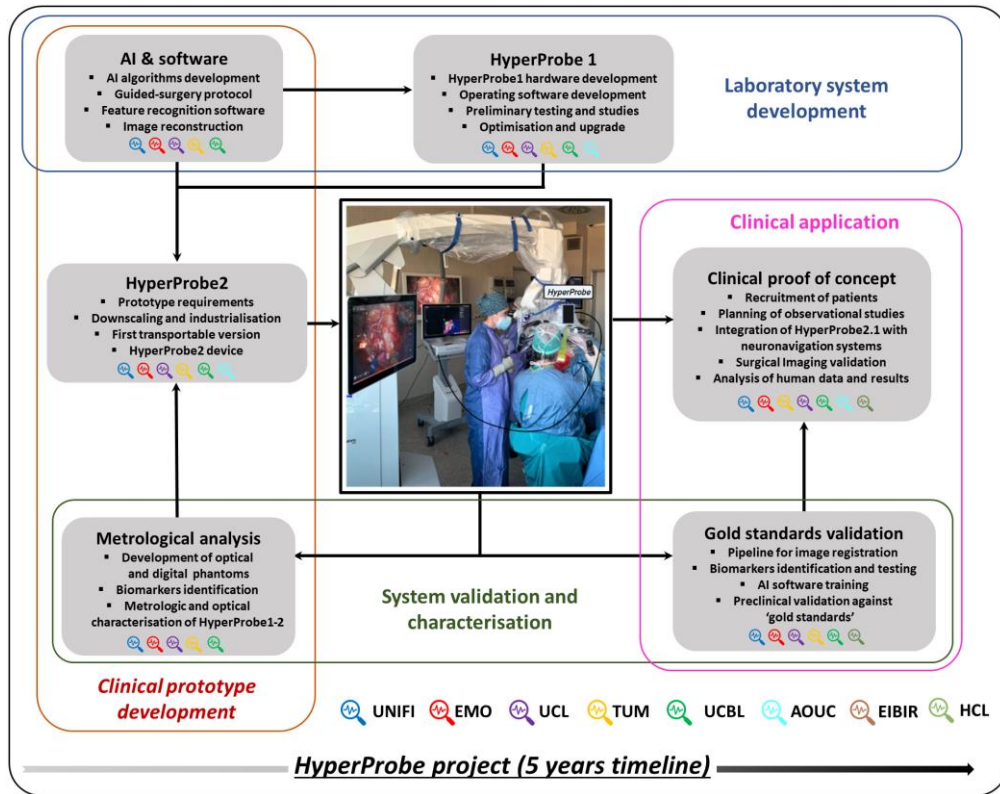 AI & software
▪ AI algorithms development
▪ Guided-surgery protocol
▪ Feature recognition software
▪ Image reconstruction
HyperProbe 1
▪ HyperProbe1 hardware development
▪ Operating software development
▪ Preliminary testing and studies
▪ Optimisation and upgrade
Laboratory system
development
HyperProbe2
▪ Prototype requirements
▪ Downscaling and industrialisation
▪ First transportable version
▪ HyperProbe2 device
HyperProbe
Clinical application
Clinical proof of concept
▪ Recruitment of patients
▪ Planning of observational studies
▪ Integration of HyperProbe2.1 with
neuronavigation systems
▪ Surgical Imaging validation
▪ Analysis of human data and results
Metrological analysis
▪ Development of optical
and digital phantoms
▪ Biomarkers identification
▪ Metrologic and optical
characterisation of HyperProbe1-2
System validation and
characterisation
Gold standards validation
▪ Pipeline for image registration
▪ Biomarkers identification and testing
▪ AI software training
▪ Preclinical validation against
‘gold standards’
Clinical prototype
development
UNIFI EMO UCL TUM UCBL AOUC EIBIR HCL
HyperProbe project (5 years timeline)